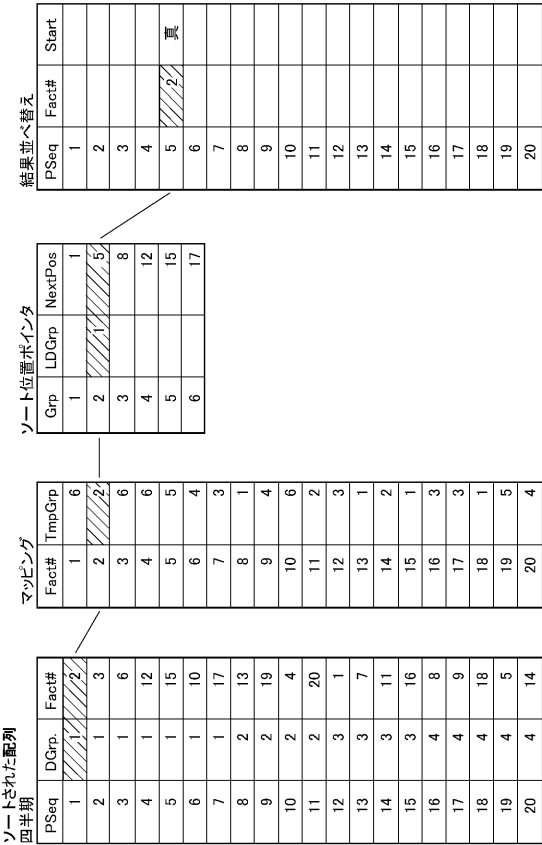 ソートされた配列
四半期
PSeq DGrp. Fact#
1 1 2
2 1 3
3 1 6
4 1 12
5 1 15
6 1 10
7 1 17
8 2 13
9 2 19
10 2 4
11 2 20
12 3 1
13 3 7
14 3 11
15 3 16
16 4 8
17 4 9
18 4 18
19 4 5
20 4 14
マッピング
Fact# TmpGrp
1 6
2 2
3 6
4 6
5 5
6 4
7 3
8 1
9 4
10 6
11 2
12 3
13 1
14 2
15 1
16 3
17 3
18 1
19 5
20 4
ソート位置ポインタ
Grp LDGrp NextPos
1 1
2 1 5
3 8
4 12
5 15
6 17
結果並べ替え
PSeq Fact# Start
1
2
3
4
5 2 真
6
7
8
9
10
11
12
13
14
15
16
17
18
19
20